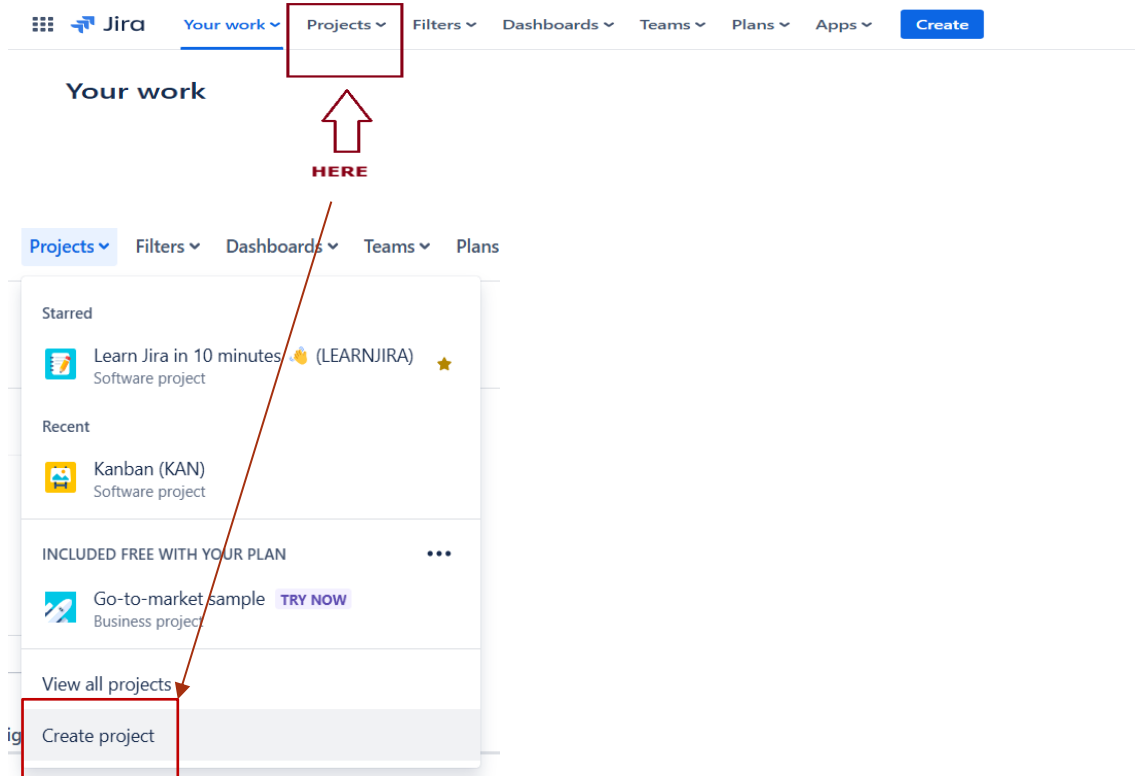 Jira Your work Projects Filters Dashboards Teams Plans Apps Create
Your work
HERE
Projects Filters Dashboards Teams Plans
Starred
Learn Jira in 10 minutes 👋 (LEARNJIRA)
Software project
Recent
Kanban (KAN)
Software project
INCLUDED FREE WITH YOUR PLAN
Go-to-market sample TRY NOW
Business project
View all projects
ig
Create project